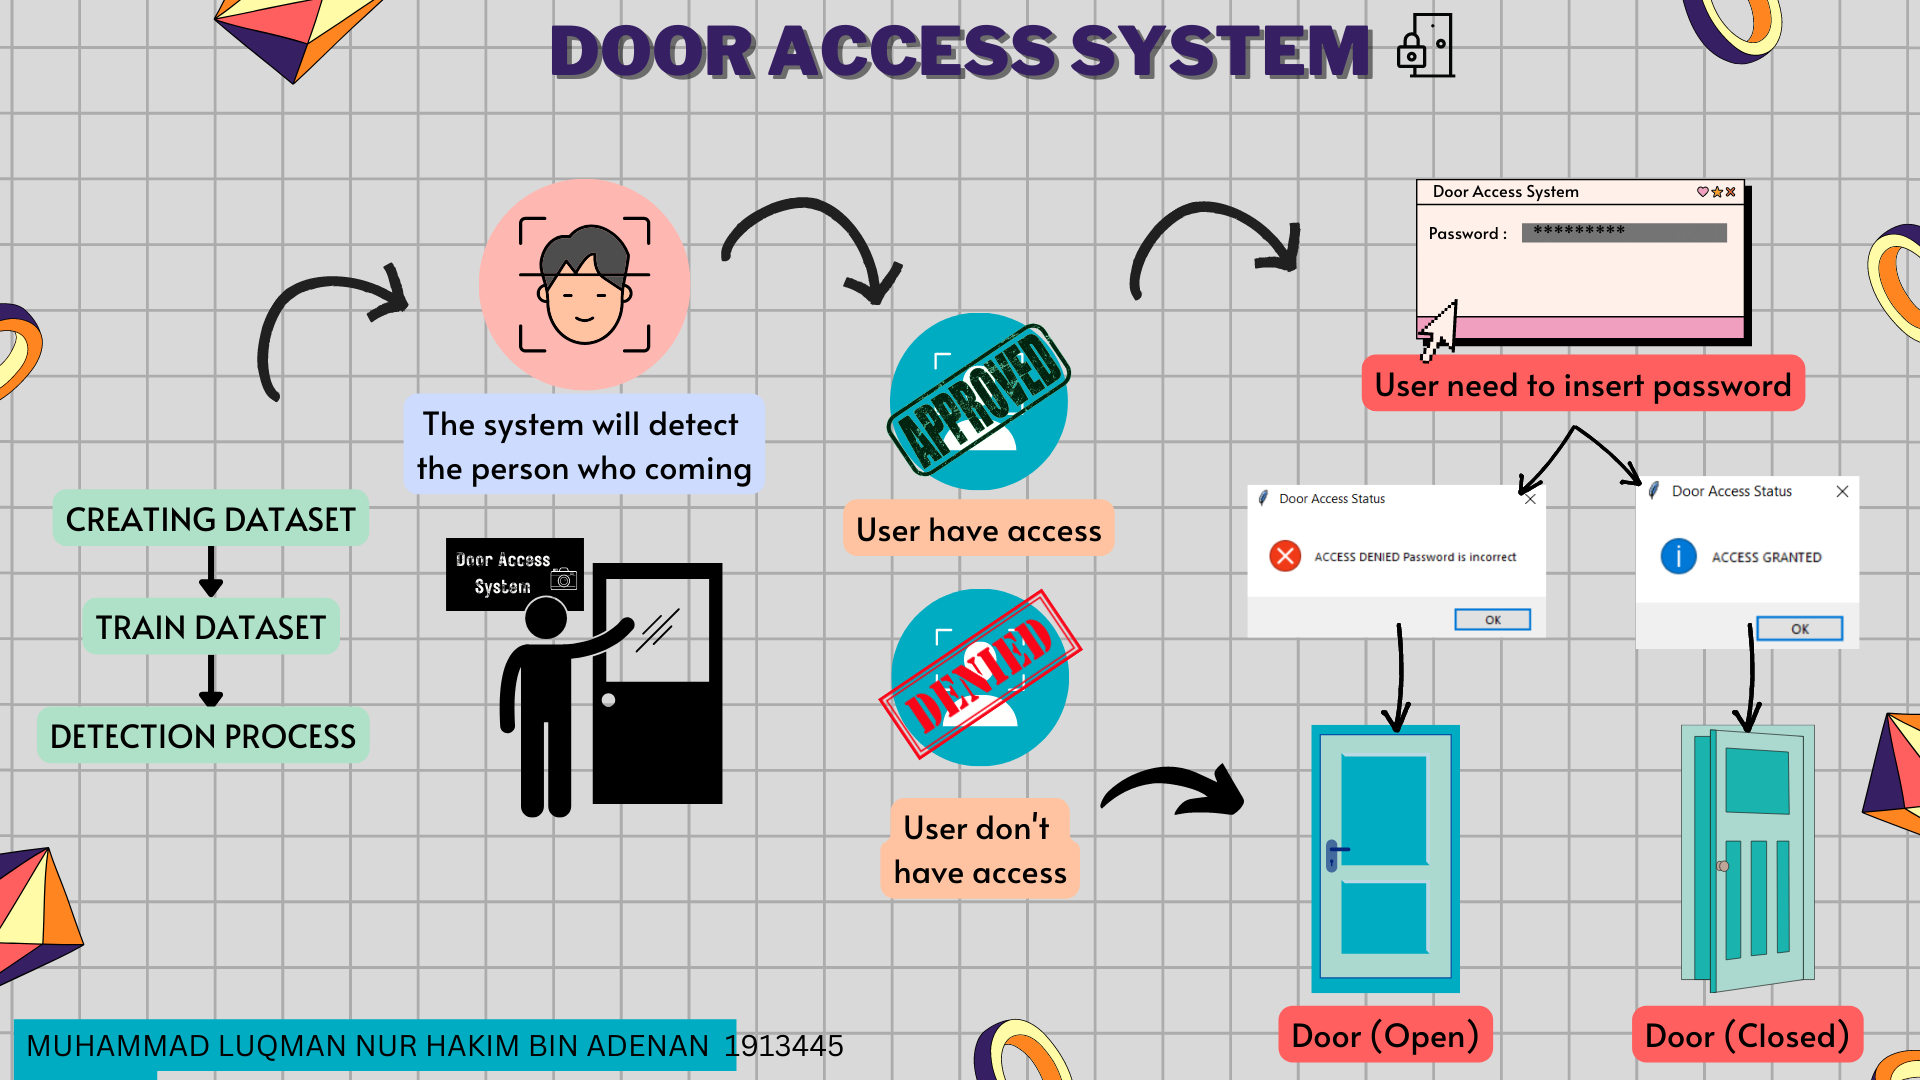 DOOR ACCESS SYSTEM
CREATING DATASET
TRAIN DATASET
DETECTION PROCESS
The system will detect
the person who coming
Door Access
System
APPROVED
User have access
DENIED
User don't
have access
Door Access System
Password : *********
User need to insert password
Door Access Status
ACCESS DENIED Password is incorrect
OK
Door Access Status
ACCESS GRANTED
OK
Door (Open)
Door (Closed)
MUHAMMAD LUQMAN NUR HAKIM BIN ADENAN 1913445